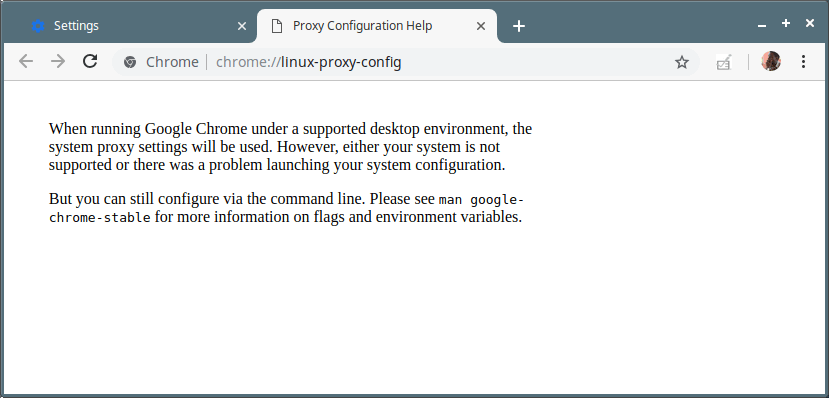 Settings
Proxy Configuration Help
Chrome
chrome://linux-proxy-config
When running Google Chrome under a supported desktop environment, the
system proxy settings will be used. However, either your system is not
supported or there was a problem launching your system configuration.
But you can still configure via the command line. Please see man google-
chrome-stable for more information on flags and environment variables.